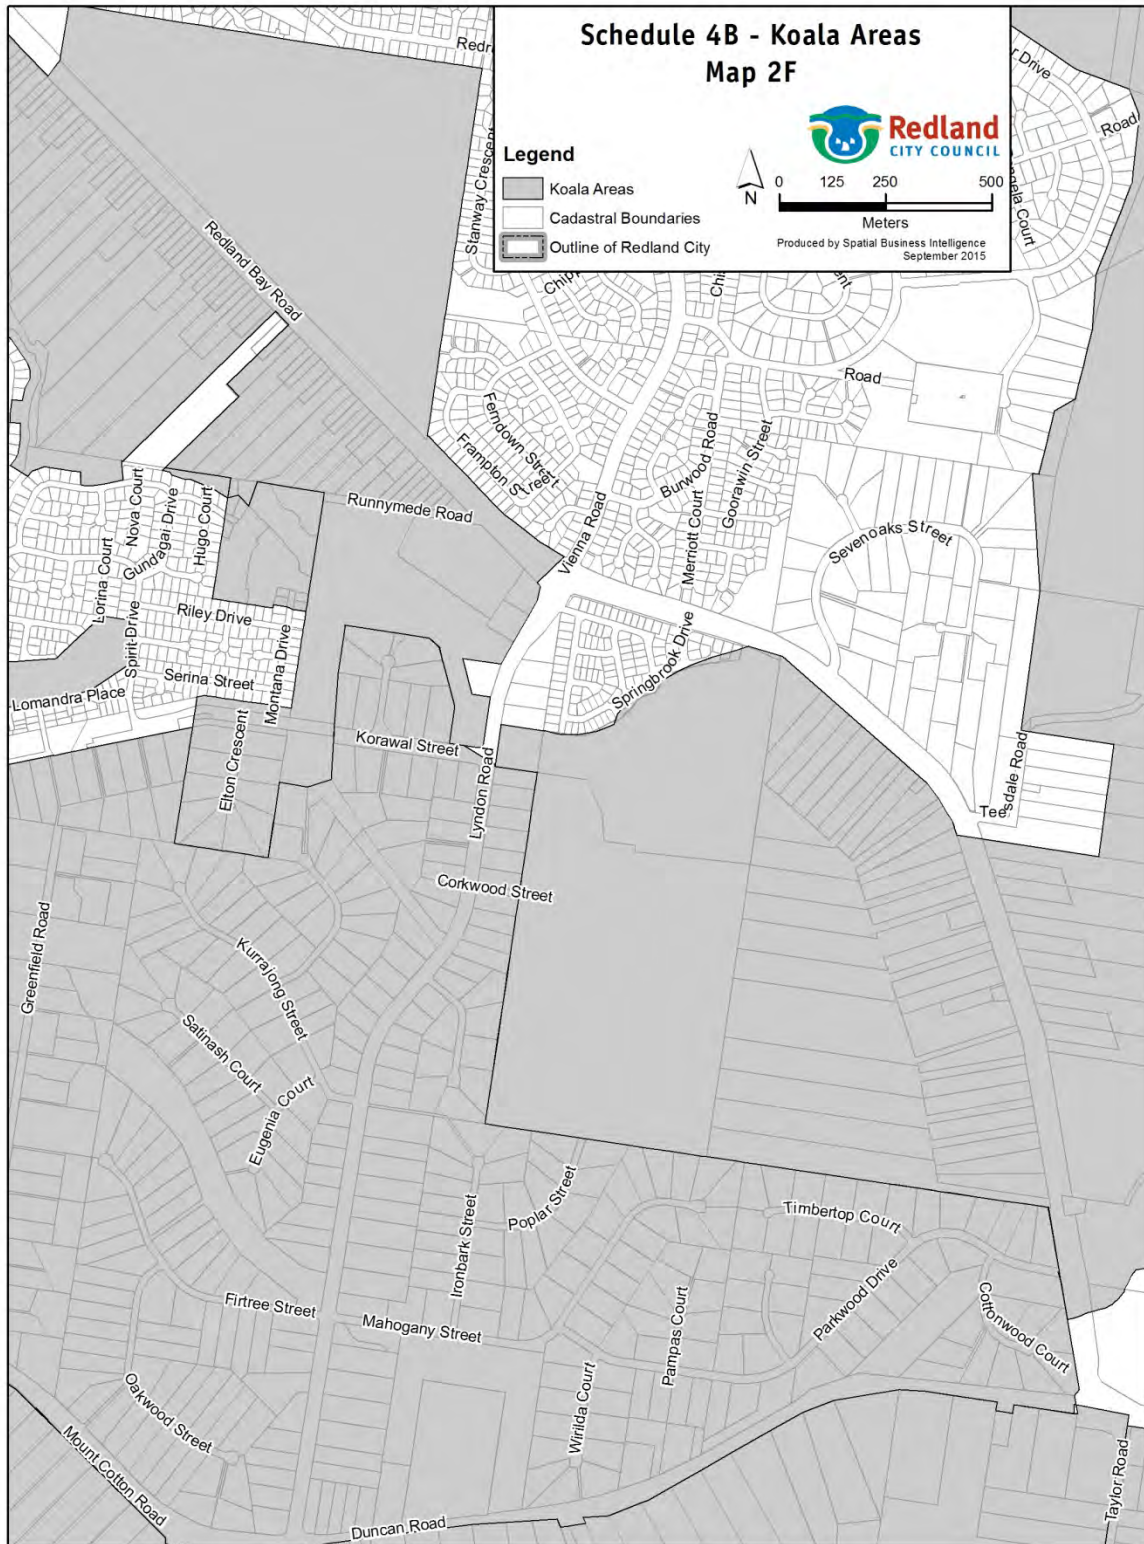 Schedule 4B - Koala Areas
Map 2F
Redland
CITY COUNCIL
Legend
Koala Areas
Cadastral Boundaries
Outline of Redland City
N
0 125 250 500
Meters
Produced by Spatial Business Intelligence
September 2015
Drive
Road
Stanway Crescent
Redland Bay Road
Road
Ferndown Street
Frampton Street
Burwood Road
Goorawin Street
Merriott Court
Vienna Road
Runnymede Road
Sevenoaks Street
Nova Court
Gundagai Drive
Hugo Court
Lorina Court
Riley Drive
Spirit Drive
Serina Street
Montana Drive
Lomandra Place
Springbrook Drive
Elton Crescent
Korawal Street
Lyndon Road
Teesdale Road
Corkwood Street
Greenfield Road
Kurrajong Street
Satinash Court
Eugenia Court
Ironbark Street
Poplar Street
Timbertop Court
Parkwood Drive
Cottonwood Court
Firtree Street
Mahogany Street
Pampas Court
Wirilda Court
Oakwood Street
Mount Cotton Road
Duncan Road
Taylor Road